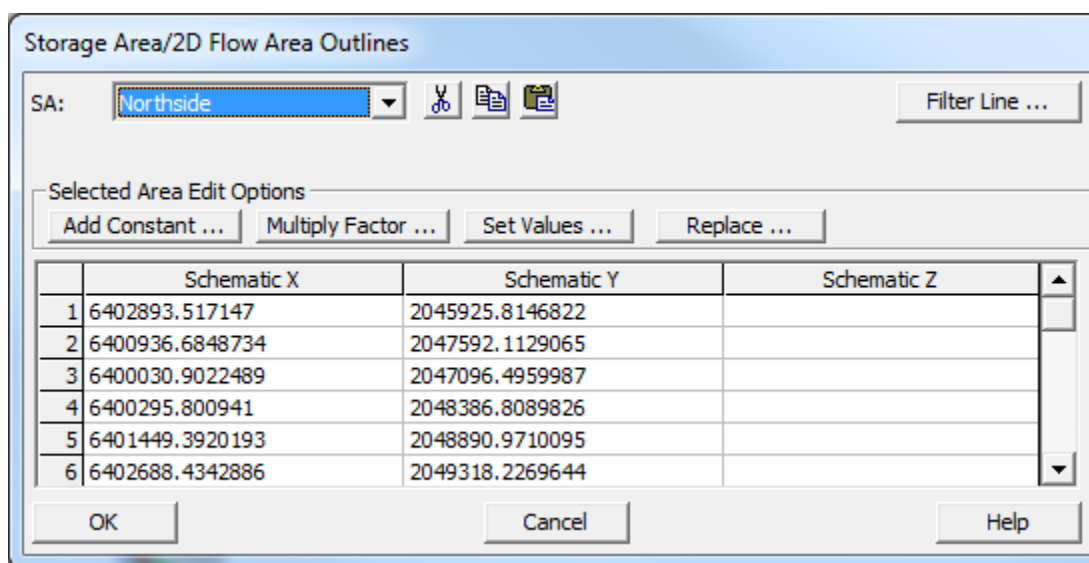 Storage Area/2D Flow Area Outlines
SA: Northside Filter Line ...
Selected Area Edit Options
Add Constant ... Multiply Factor ... Set Values ... Replace ...
Schematic X Schematic Y Schematic Z
1 6402893.517147 2045925.8146822
2 6400936.6848734 2047592.1129065
3 6400030.9022489 2047096.4959987
4 6400295.800941 2048386.8089826
5 6401449.3920193 2048890.9710095
6 6402688.4342886 2049318.2269644
OK Cancel Help